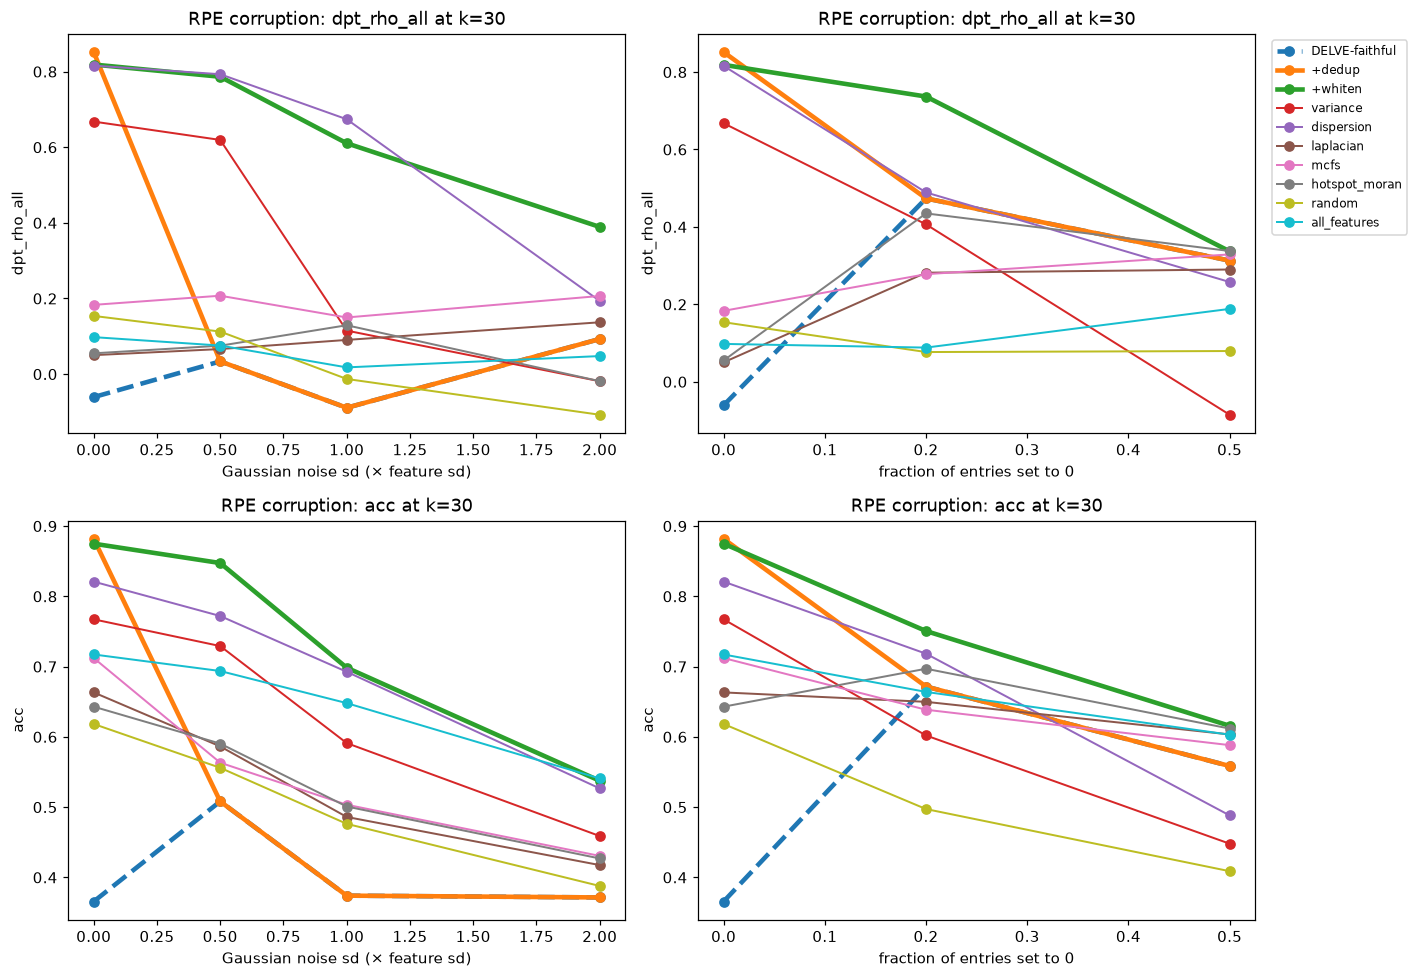 RPE corruption: dpt_rho_all at k=30
dpt_rho_all
0.8
0.6
0.4
0.2
0.0
0.00 0.25 0.50 0.75 1.00 1.25 1.50 1.75 2.00
Gaussian noise sd (× feature sd)
RPE corruption: dpt_rho_all at k=30
dpt_rho_all
0.8
0.6
0.4
0.2
0.0
0.0 0.1 0.2 0.3 0.4 0.5
fraction of entries set to 0
DELVE-faithful
+dedup
+whiten
variance
dispersion
laplacian
mcfs
hotspot_moran
random
all_features
RPE corruption: acc at k=30
acc
0.9
0.8
0.7
0.6
0.5
0.4
0.00 0.25 0.50 0.75 1.00 1.25 1.50 1.75 2.00
Gaussian noise sd (× feature sd)
RPE corruption: acc at k=30
acc
0.9
0.8
0.7
0.6
0.5
0.4
0.0 0.1 0.2 0.3 0.4 0.5
fraction of entries set to 0